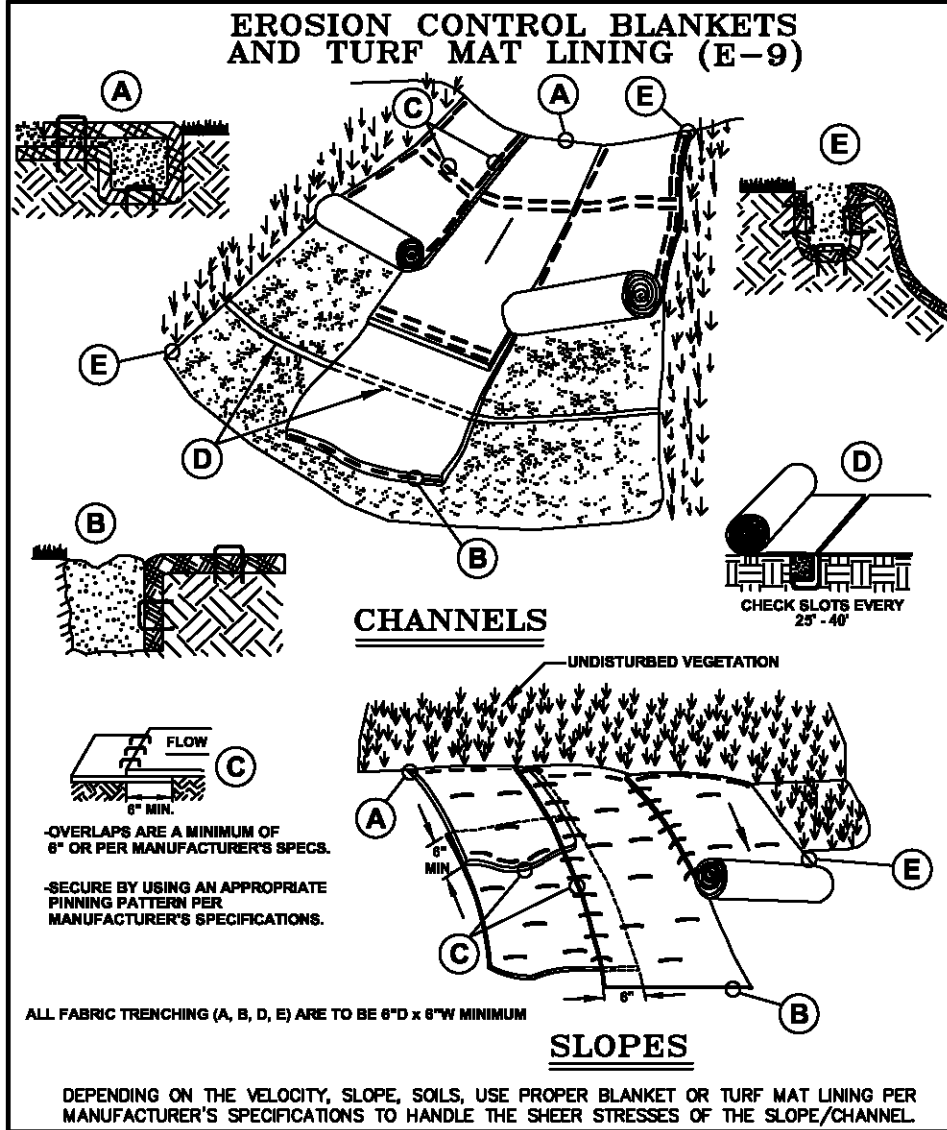 EROSION CONTROL BLANKETS
AND TURF MAT LINING (E-9)
A
C
A
E
E
E
D
B
B
D
CHECK SLOTS EVERY
25' - 40'
CHANNELS
UNDISTURBED VEGETATION
FLOW
C
6" MIN.
-OVERLAPS ARE A MINIMUM OF
6" OR PER MANUFACTURER'S SPECS.
-SECURE BY USING AN APPROPRIATE
PINNING PATTERN PER
MANUFACTURER'S SPECIFICATIONS.
A
6"
MIN
E
C
6"
B
ALL FABRIC TRENCHING (A, B, D, E) ARE TO BE 6"D x 6"W MINIMUM
SLOPES
DEPENDING ON THE VELOCITY, SLOPE, SOILS, USE PROPER BLANKET OR TURF MAT LINING PER
MANUFACTURER'S SPECIFICATIONS TO HANDLE THE SHEER STRESSES OF THE SLOPE/CHANNEL.